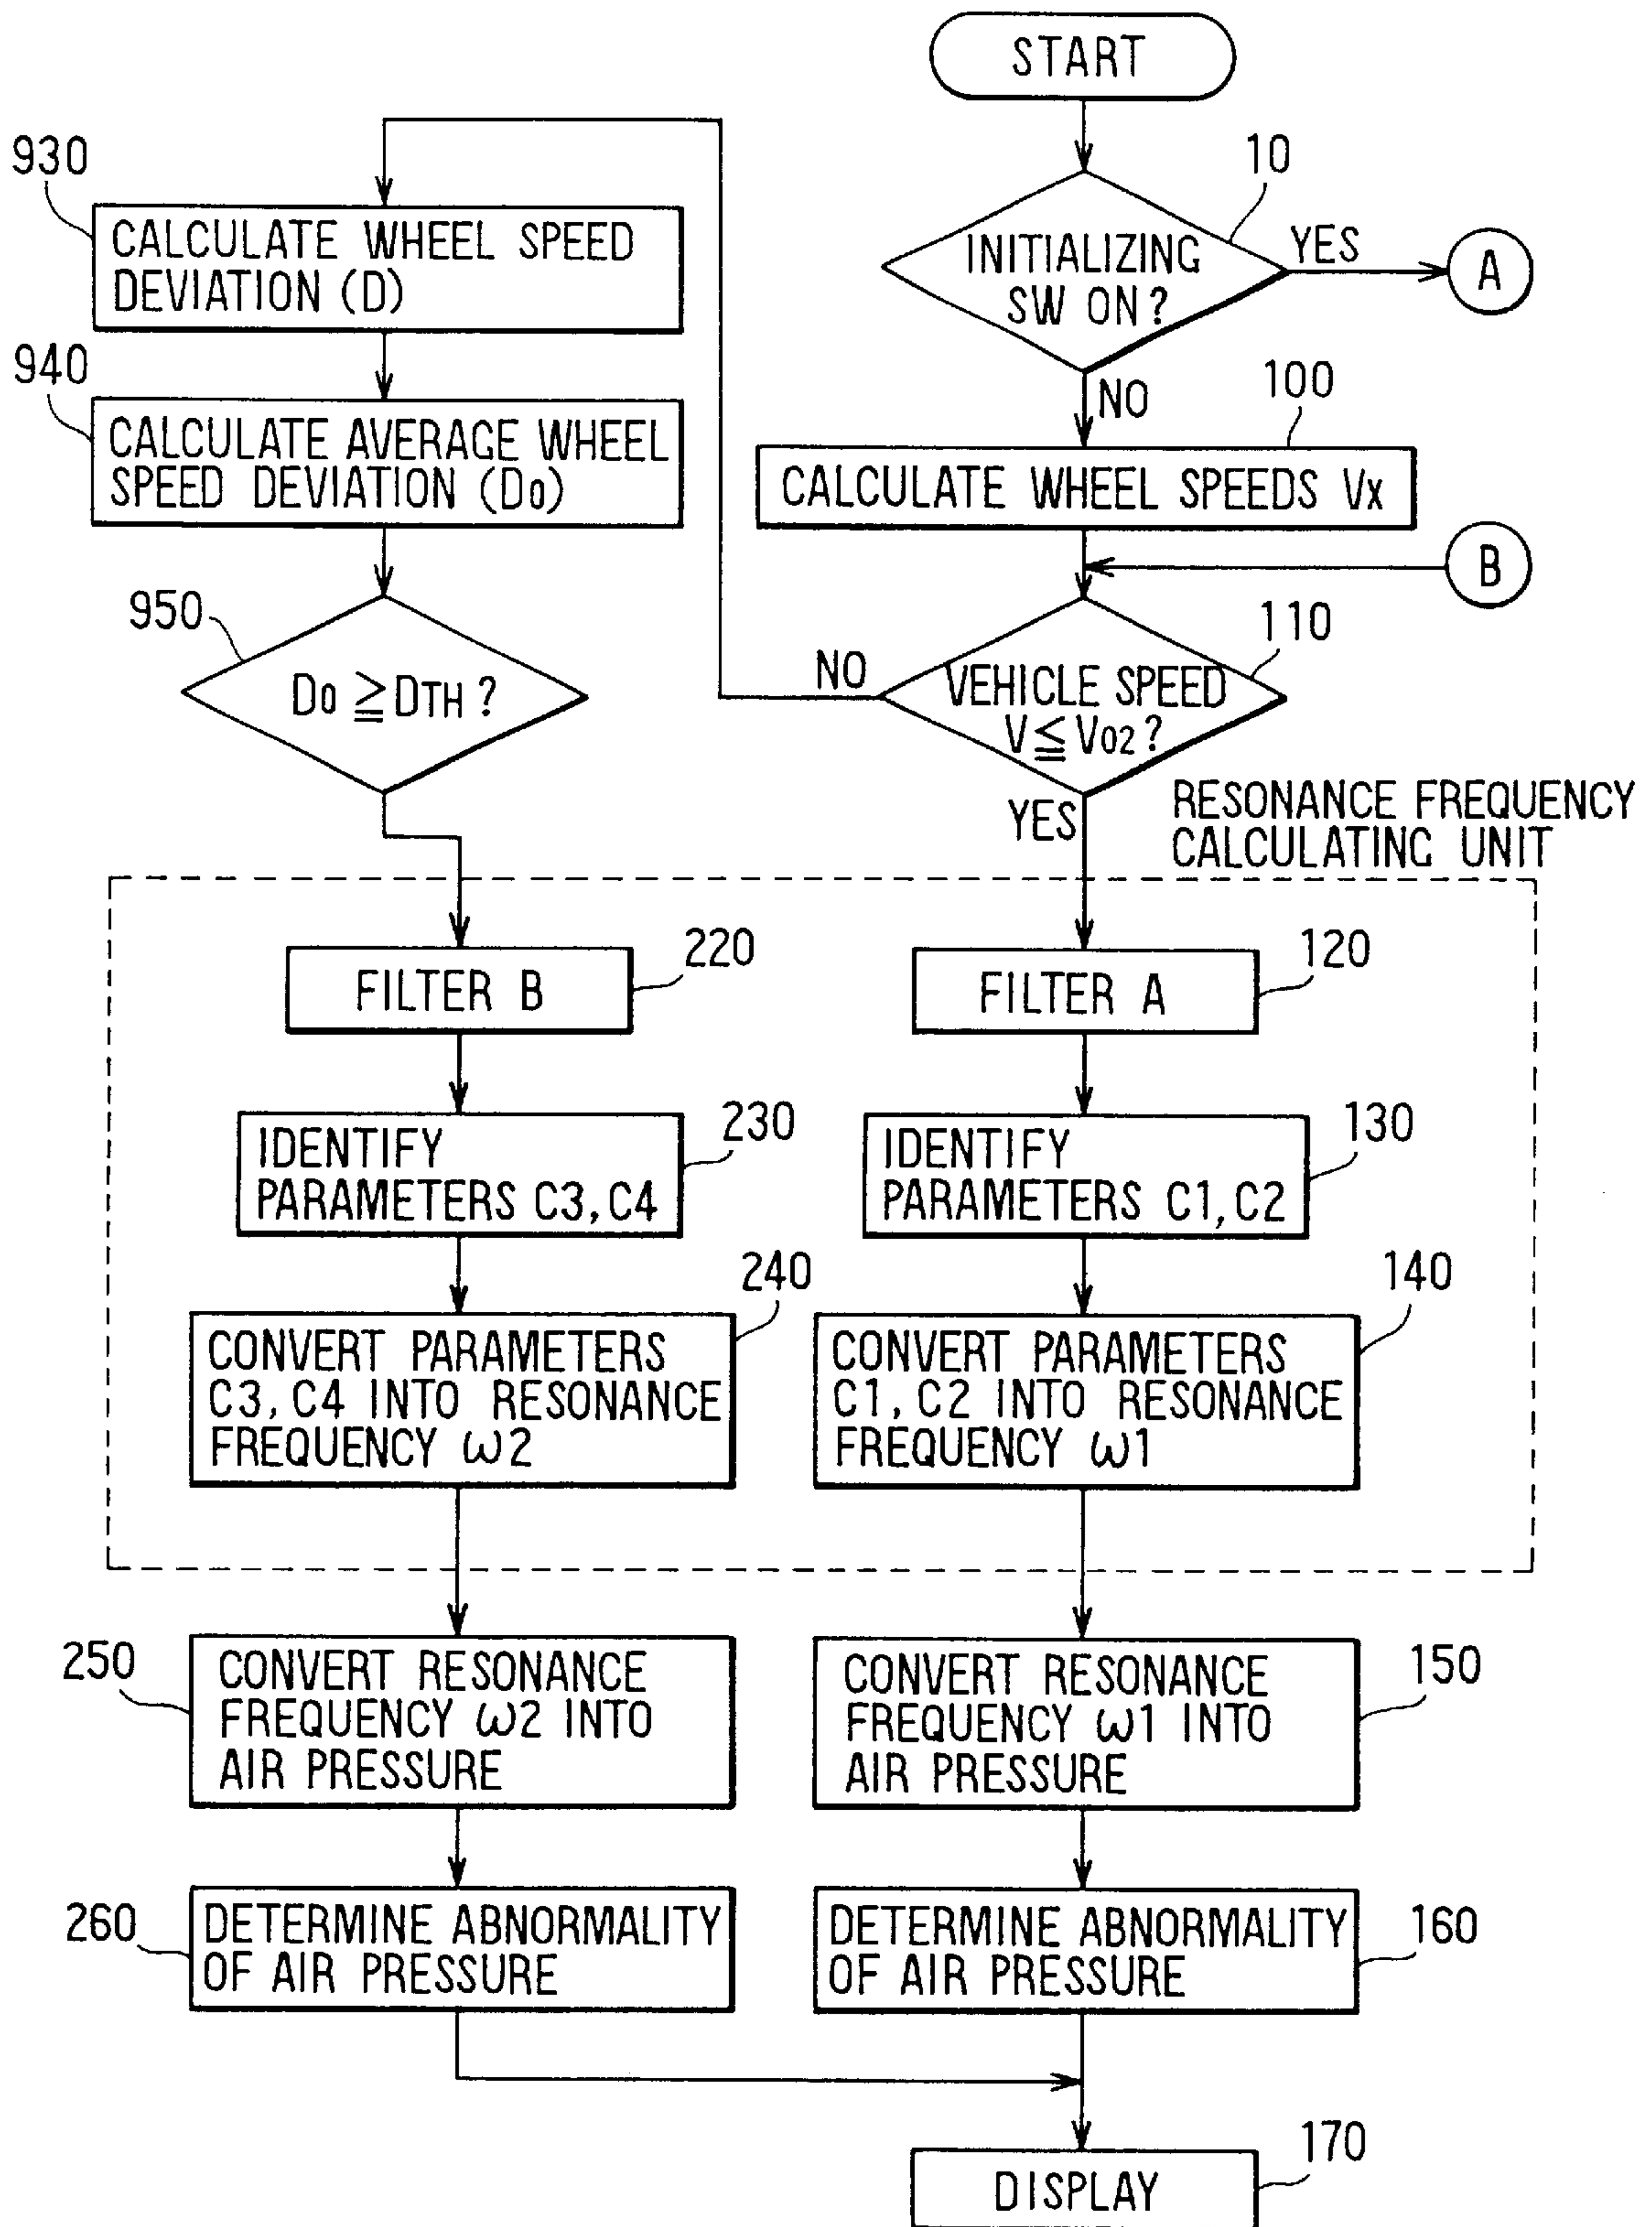 START
10
INITIALIZING
SW ON?
YES
A
NO
100
CALCULATE WHEEL SPEEDS Vx
B
110
VEHICLE SPEED
V≦V02?
NO
YES
930
CALCULATE WHEEL SPEED
DEVIATION (D)
940
CALCULATE AVERAGE WHEEL
SPEED DEVIATION (D0)
950
D0 ≧ DTH?
RESONANCE FREQUENCY
CALCULATING UNIT
220
FILTER B
120
FILTER A
230
IDENTIFY
PARAMETERS C3, C4
130
IDENTIFY
PARAMETERS C1, C2
240
CONVERT PARAMETERS
C3, C4 INTO RESONANCE
FREQUENCY ω2
140
CONVERT PARAMETERS
C1, C2 INTO RESONANCE
FREQUENCY ω1
250
CONVERT RESONANCE
FREQUENCY ω2 INTO
AIR PRESSURE
150
CONVERT RESONANCE
FREQUENCY ω1 INTO
AIR PRESSURE
260
DETERMINE ABNORMALITY
OF AIR PRESSURE
160
DETERMINE ABNORMALITY
OF AIR PRESSURE
170
DISPLAY